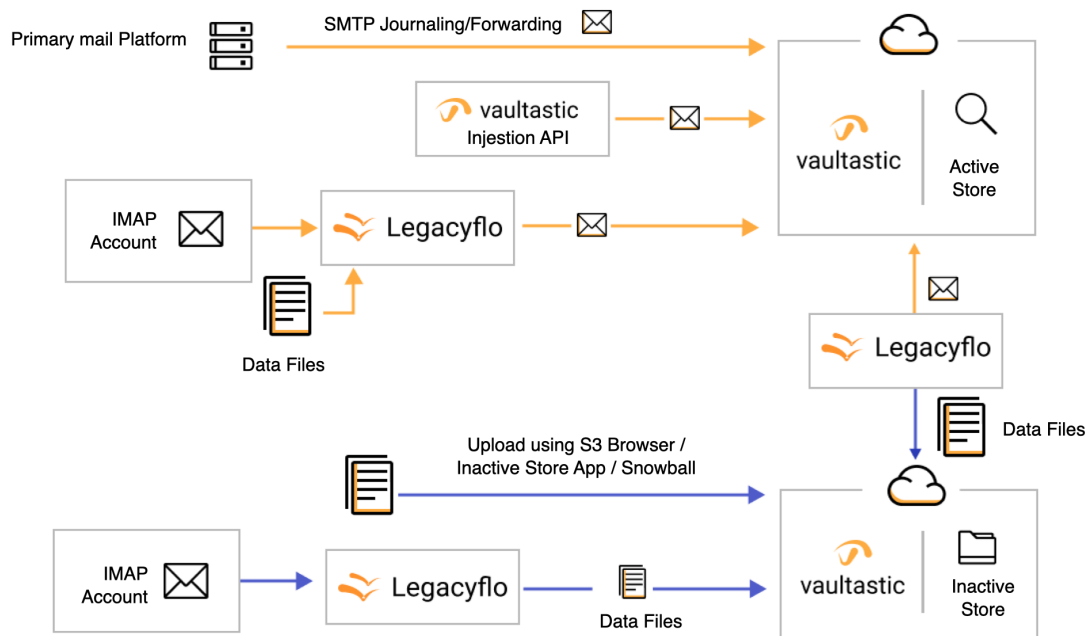 SMTP Journaling/Forwarding
Primary mail Platform
vaultastic
Injestion API
vaultastic
Active
Store
IMAP
Account
Legacyflo
Data Files
Legacyflo
Data Files
Upload using S3 Browser /
Inactive Store App / Snowball
IMAP
Account
Legacyflo
Data Files
vaultastic
Inactive
Store